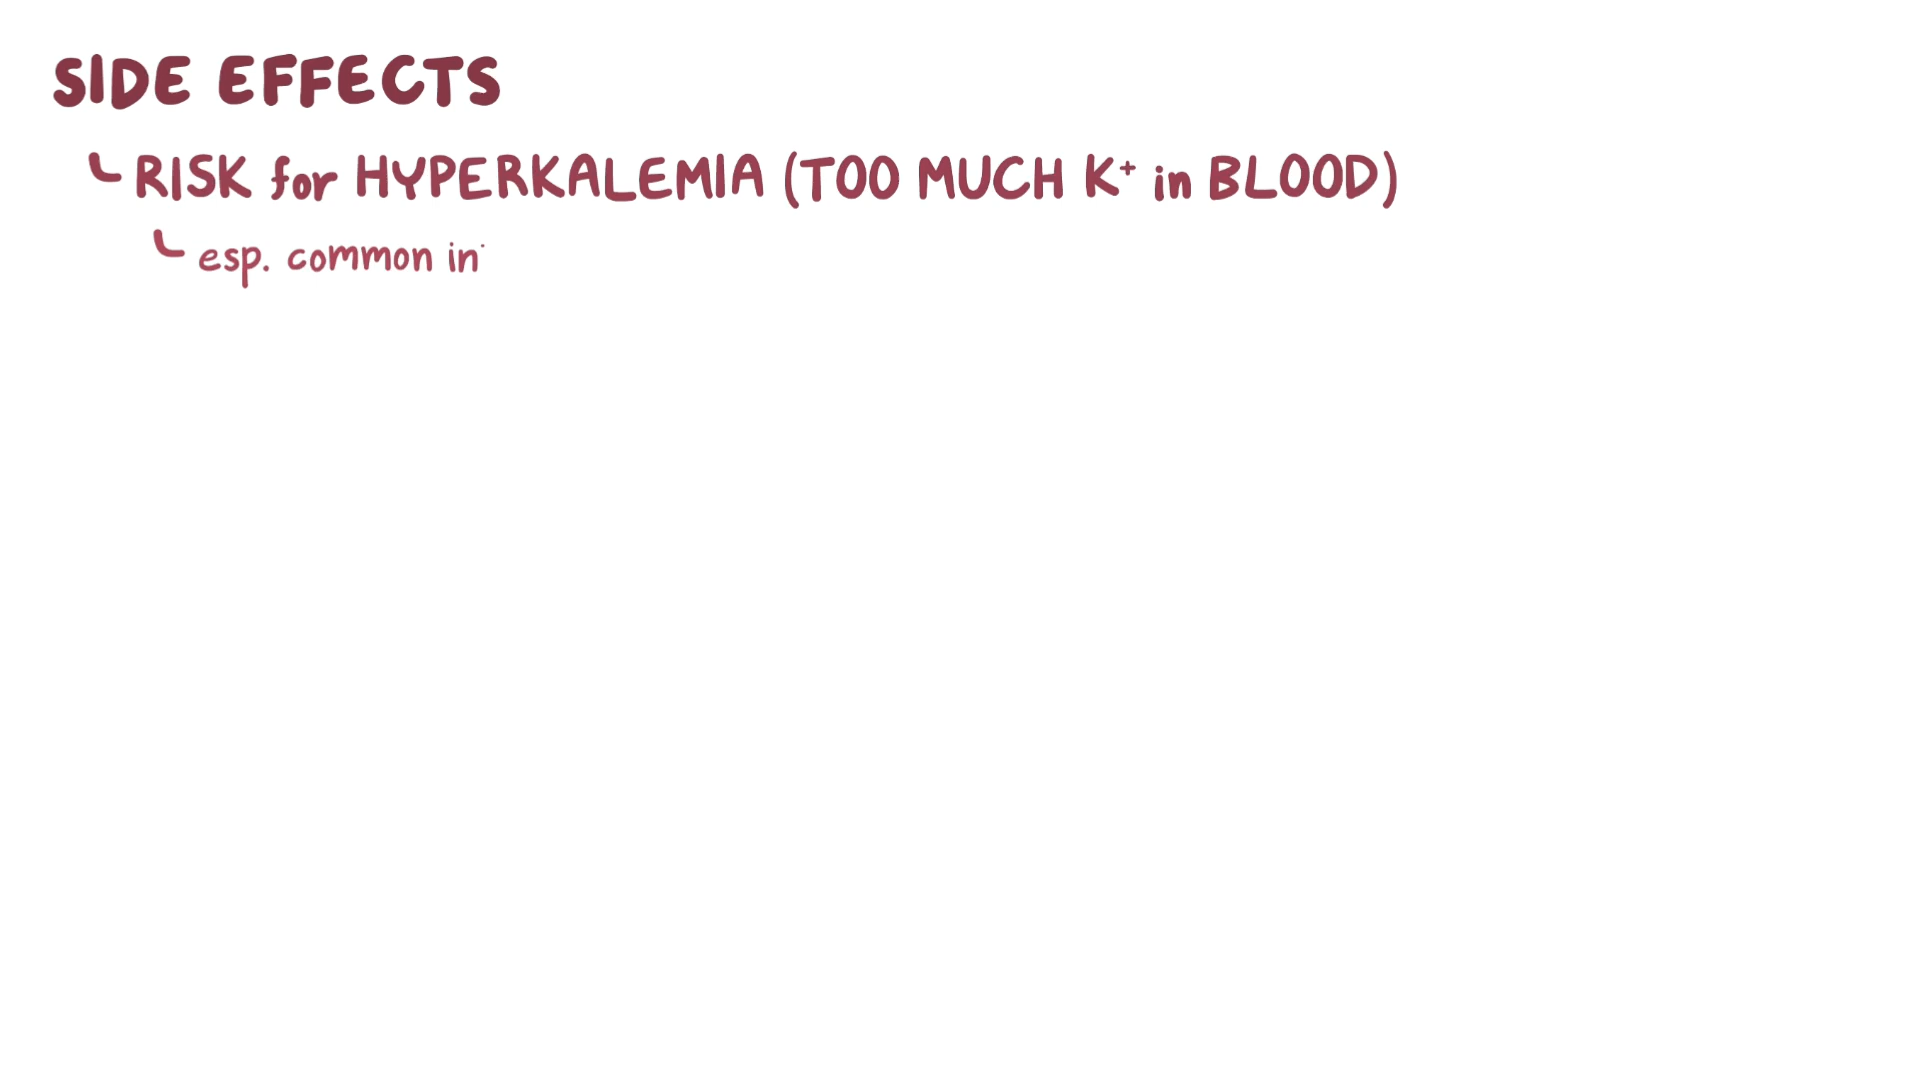 SIDE EFFECTS
RISK for HYPERKALEMIA (TOO MUCH K⁺ in BLOOD)
esp. common in